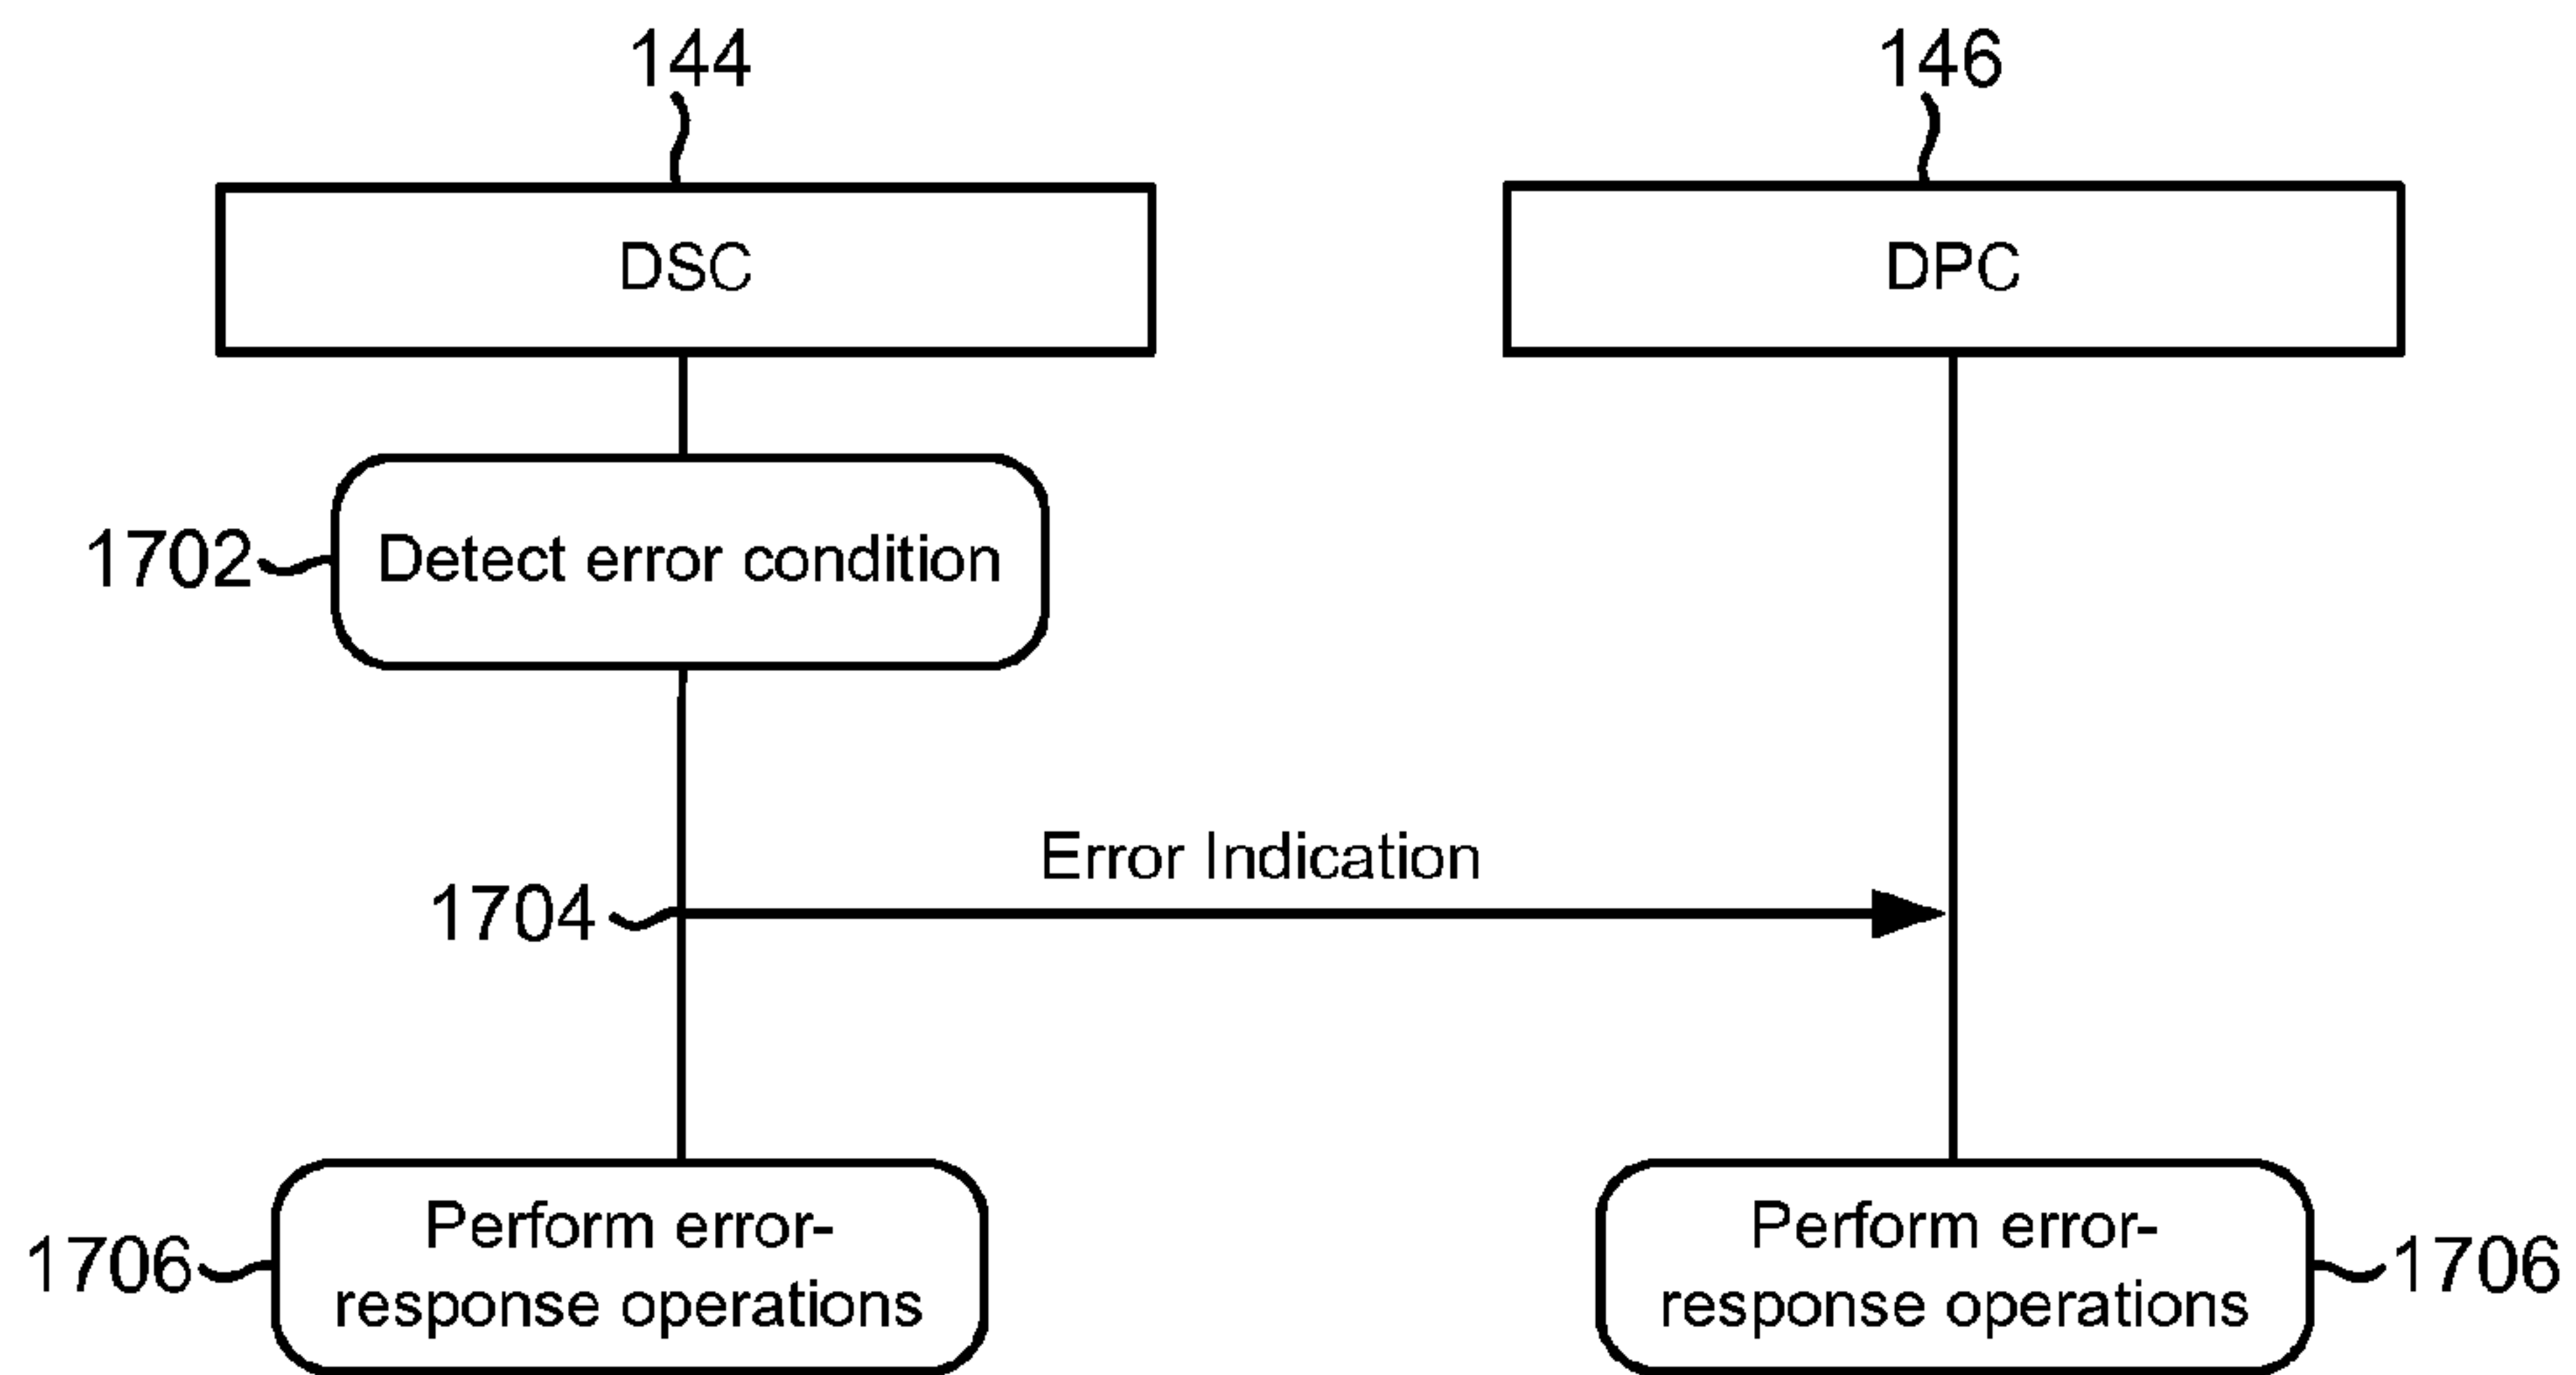 144
146
DSC
DPC
1702
Detect error condition
Error Indication
1704
1706
Perform error-
response operations
Perform error-
response operations
1706